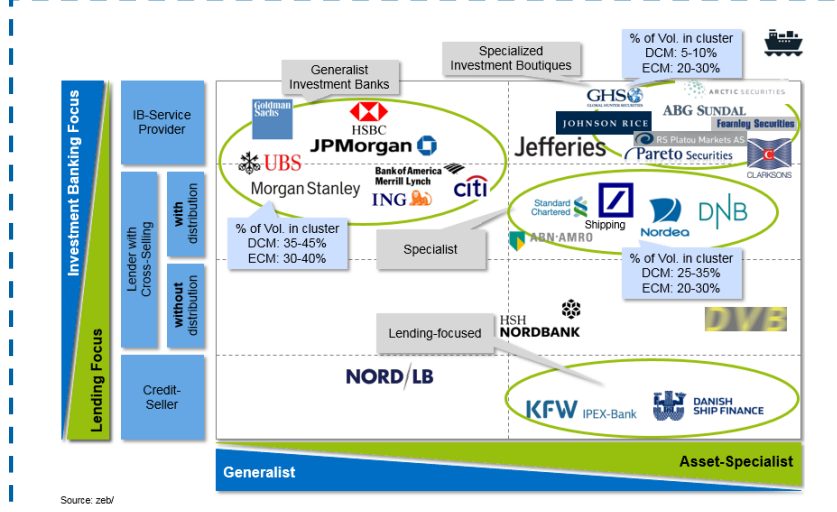 % of Vol. in cluster
DCM: 5-10%
ECM: 20-30%
Specialized
Investment Boutiques
Generalist
Investment Banks
Investment Banking Focus
Lending Focus
IB-Service
Provider
Lender with
Cross-Selling
with
distribution
without
distribution
Credit-
Seller
Goldman
Sachs
HSBC
JPMorgan
UBS
Morgan Stanley
Bank of America
Merrill Lynch
ING
citi
% of Vol. in cluster
DCM: 35-45%
ECM: 30-40%
GHS
GLOBAL HUNTER SECURITIES
ARCTIC SECURITIES
ABG SUNDAL
JOHNSON RICE
Fearnley Securities
Jefferies
RS Platou Markets AS
Pareto Securities
CLARKSONS
Specialist
Standard
Chartered
Shipping
ABN·AMRO
Nordea
DNB
% of Vol. in cluster
DCM: 25-35%
ECM: 20-30%
Lending-focused
HSH
NORDBANK
DVB
NORD/LB
KFW IPEX-Bank
DANISH
SHIP FINANCE
Generalist
Asset-Specialist
Source: zeb/